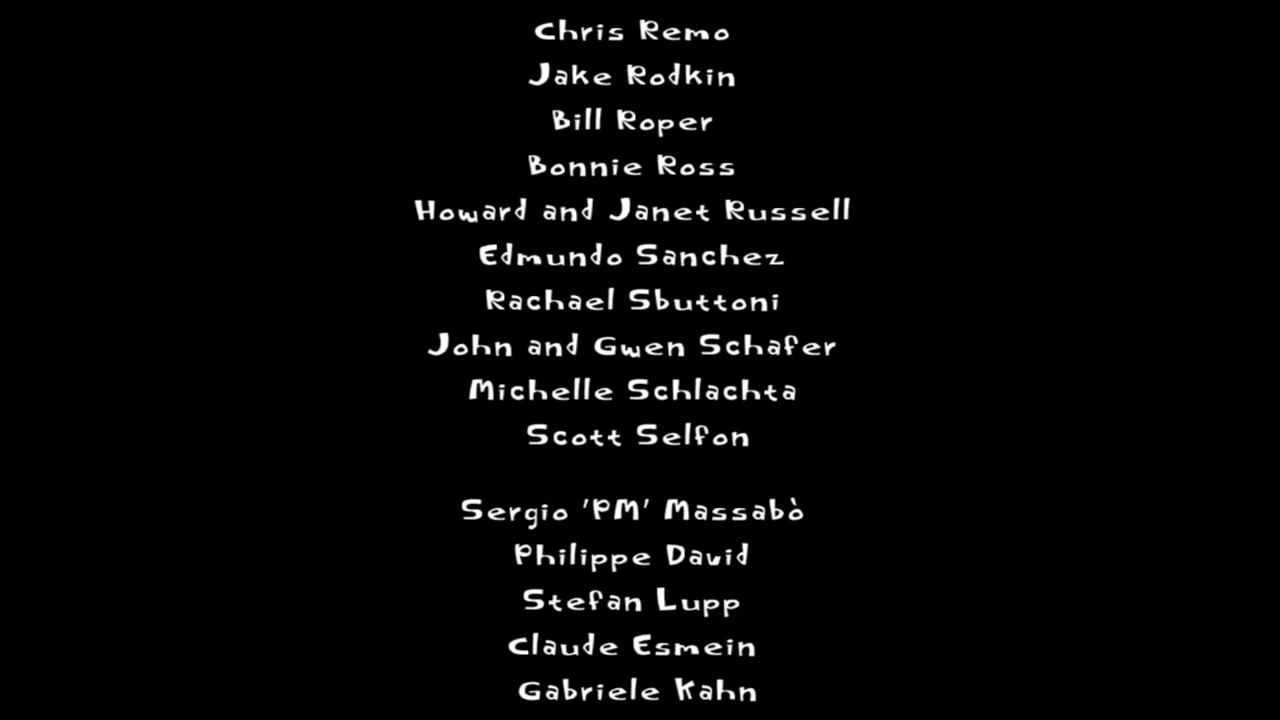 Chris Remo
Jake Rodkin
Bill Roper
Bonnie Ross
Howard and Janet Russell
Edmundo Sanchez
Rachael Sbuttoni
John and Gwen Schafer
Michelle Schlachta
Scott Selfon
Sergio 'PM' Massabò
Philippe David
Stefan Lupp
Claude Esmein
Gabriele Kahn